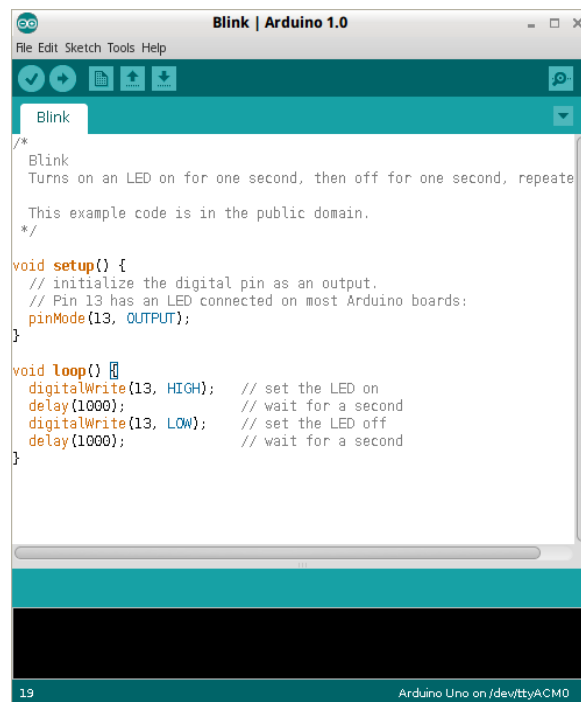 Blink | Arduino 1.0
File Edit Sketch Tools Help
Blink
/*
  Blink
  Turns on an LED on for one second, then off for one second, repeate
  This example code is in the public domain.
 */
void setup() {
  // initialize the digital pin as an output.
  // Pin 13 has an LED connected on most Arduino boards:
  pinMode(13, OUTPUT);
}
void loop() {
  digitalWrite(13, HIGH);   // set the LED on
  delay(1000);              // wait for a second
  digitalWrite(13, LOW);    // set the LED off
  delay(1000);              // wait for a second
}
19 Arduino Uno on /dev/ttyACM0